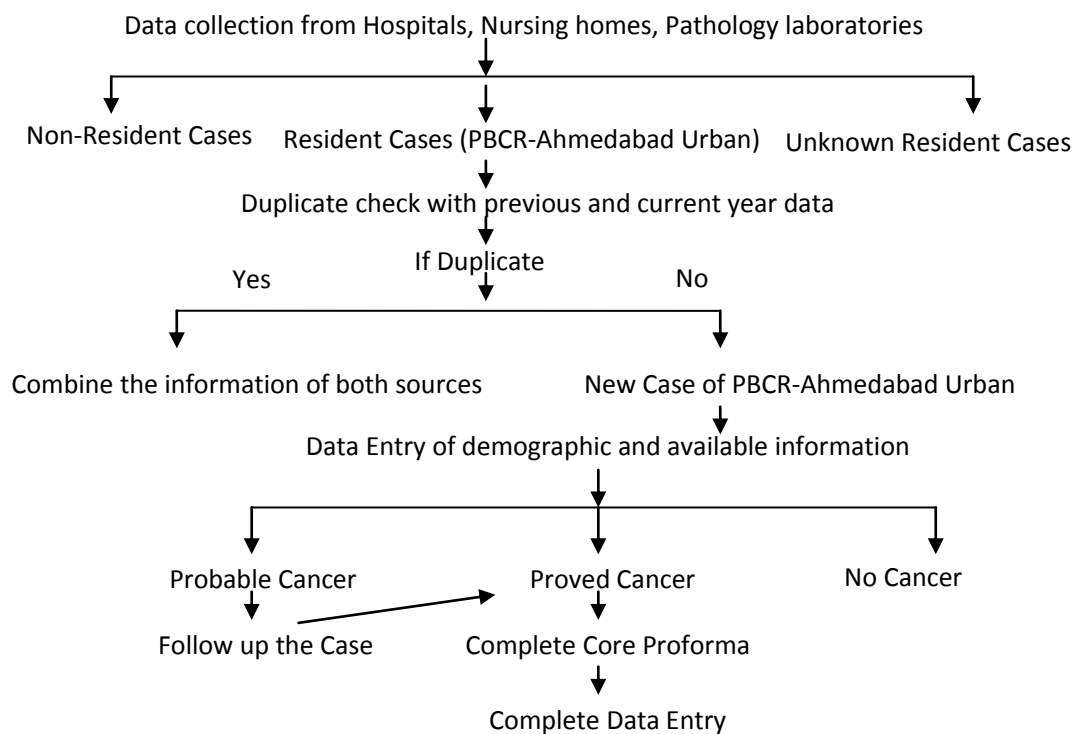 Data collection from Hospitals, Nursing homes, Pathology laboratories
Non-Resident Cases
Resident Cases (PBCR-Ahmedabad Urban)
Unknown Resident Cases
Duplicate check with previous and current year data
If Duplicate
Yes
No
Combine the information of both sources
New Case of PBCR-Ahmedabad Urban
Data Entry of demographic and available information
Probable Cancer
Proved Cancer
No Cancer
Follow up the Case
Complete Core Proforma
Complete Data Entry